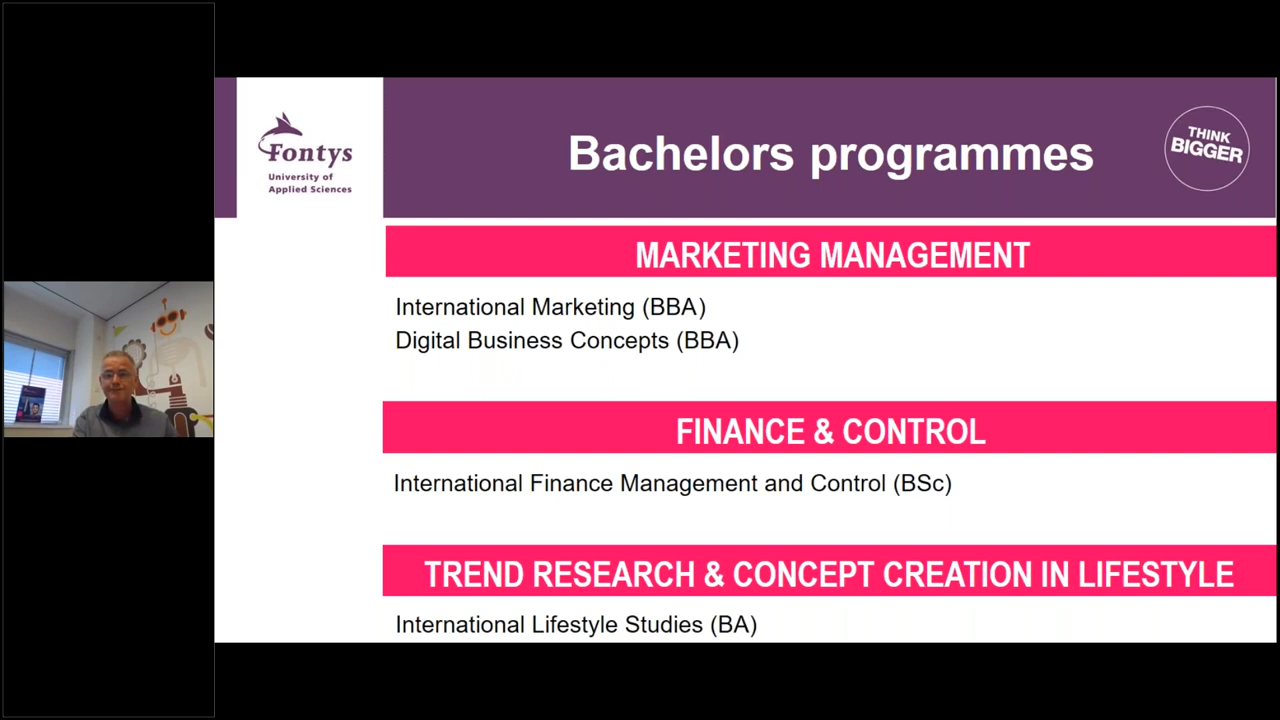 Fontys
University of
Applied Sciences
Bachelors programmes
THINK
BIGGER
MARKETING MANAGEMENT
International Marketing (BBA)
Digital Business Concepts (BBA)
FINANCE & CONTROL
International Finance Management and Control (BSc)
TREND RESEARCH & CONCEPT CREATION IN LIFESTYLE
International Lifestyle Studies (BA)